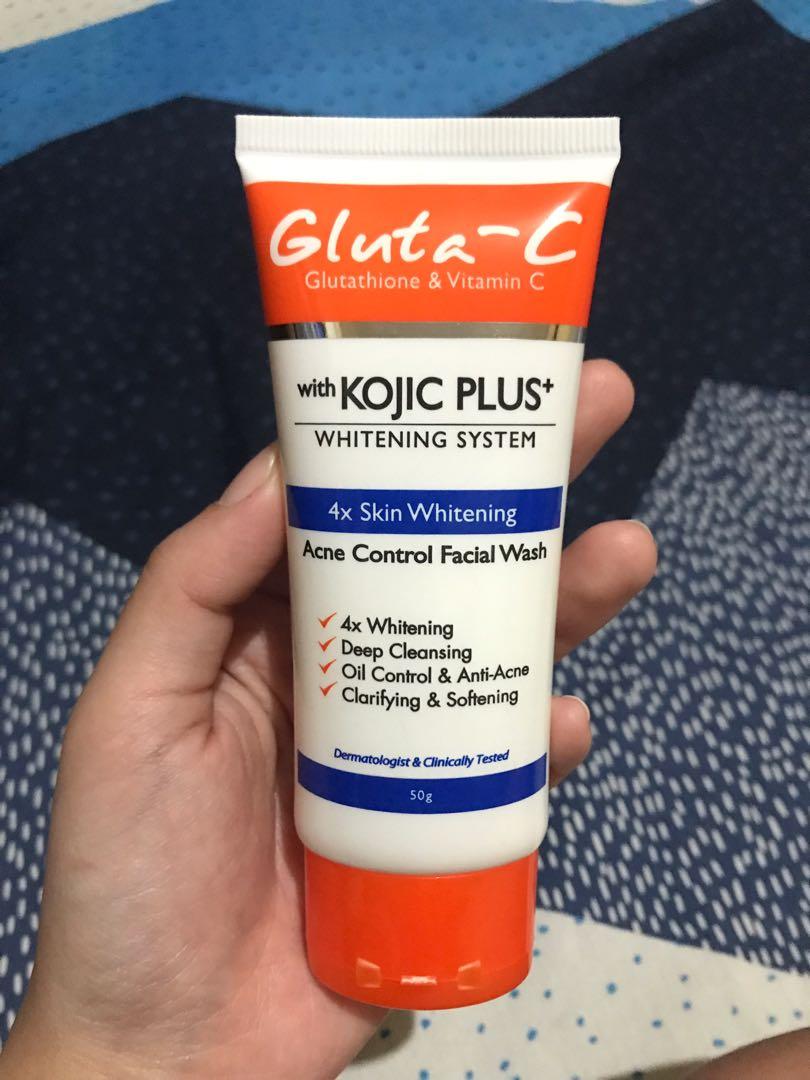 Gluta-C
Glutathione & Vitamin C
with KOJIC PLUS+
WHITENING SYSTEM
4x Skin Whitening
Acne Control Facial Wash
✓ 4x Whitening
✓ Deep Cleansing
✓ Oil Control & Anti-Acne
✓ Clarifying & Softening
Dermatologist & Clinically Tested
50g